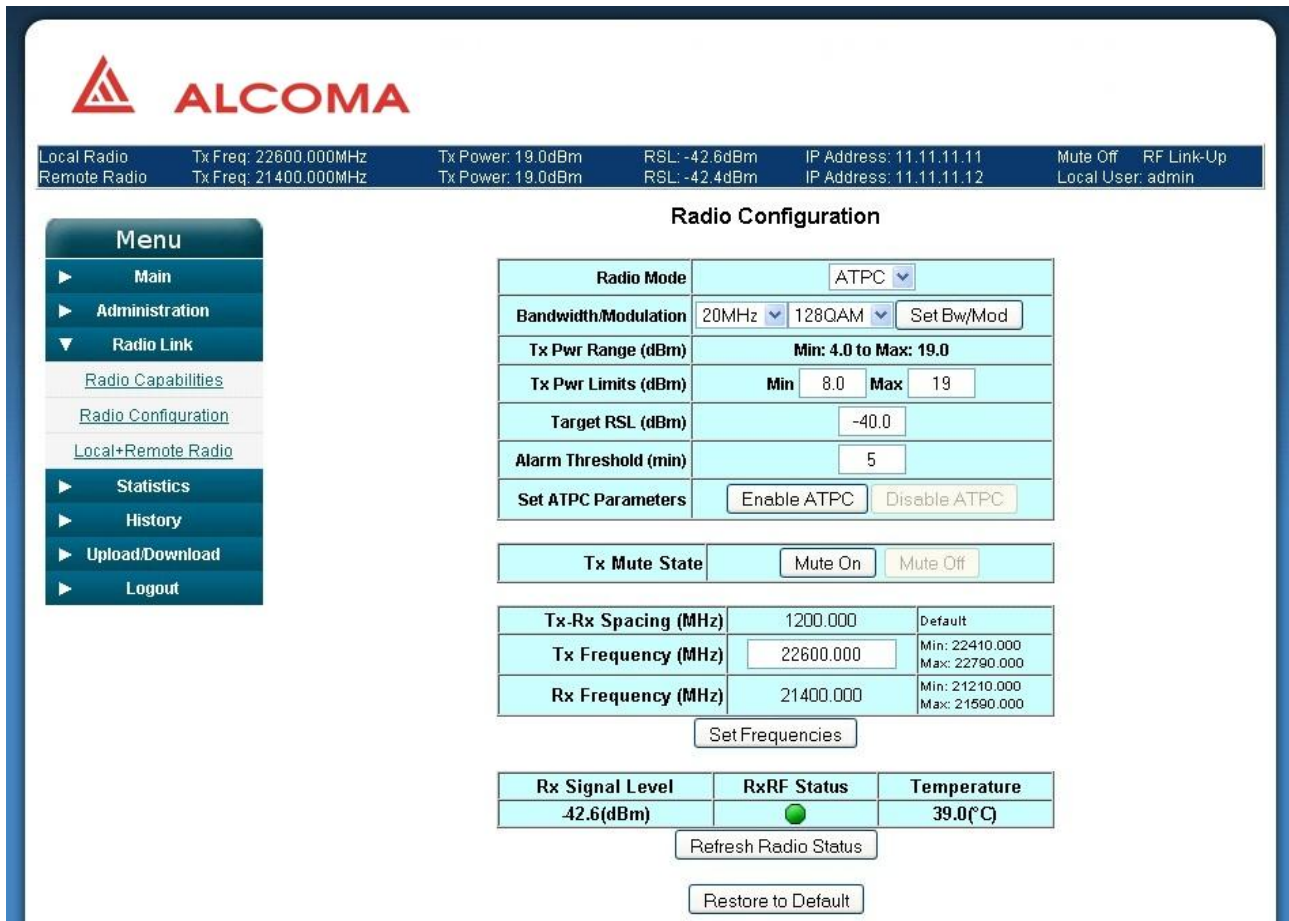 ALCOMA
Local Radio Tx Freq: 22600.000MHz Tx Power: 19.0dBm RSL: -42.6dBm IP Address: 11.11.11.11 Mute Off RF Link-Up
Remote Radio Tx Freq: 21400.000MHz Tx Power: 19.0dBm RSL: -42.4dBm IP Address: 11.11.11.12 Local User: admin
Menu
Main
Administration
Radio Link
Radio Capabilities
Radio Configuration
Local+Remote Radio
Statistics
History
Upload/Download
Logout
Radio Configuration
Radio Mode ATPC
Bandwidth/Modulation 20MHz 128QAM Set Bw/Mod
Tx Pwr Range (dBm) Min: 4.0 to Max: 19.0
Tx Pwr Limits (dBm) Min 8.0 Max 19
Target RSL (dBm) -40.0
Alarm Threshold (min) 5
Set ATPC Parameters Enable ATPC Disable ATPC
Tx Mute State Mute On Mute Off
Tx-Rx Spacing (MHz) 1200.000 Default
Tx Frequency (MHz) 22600.000 Min: 22410.000
Max: 22790.000
Rx Frequency (MHz) 21400.000 Min: 21210.000
Max: 21590.000
Set Frequencies
Rx Signal Level RxRF Status Temperature
-42.6(dBm) 39.0(°C)
Refresh Radio Status
Restore to Default